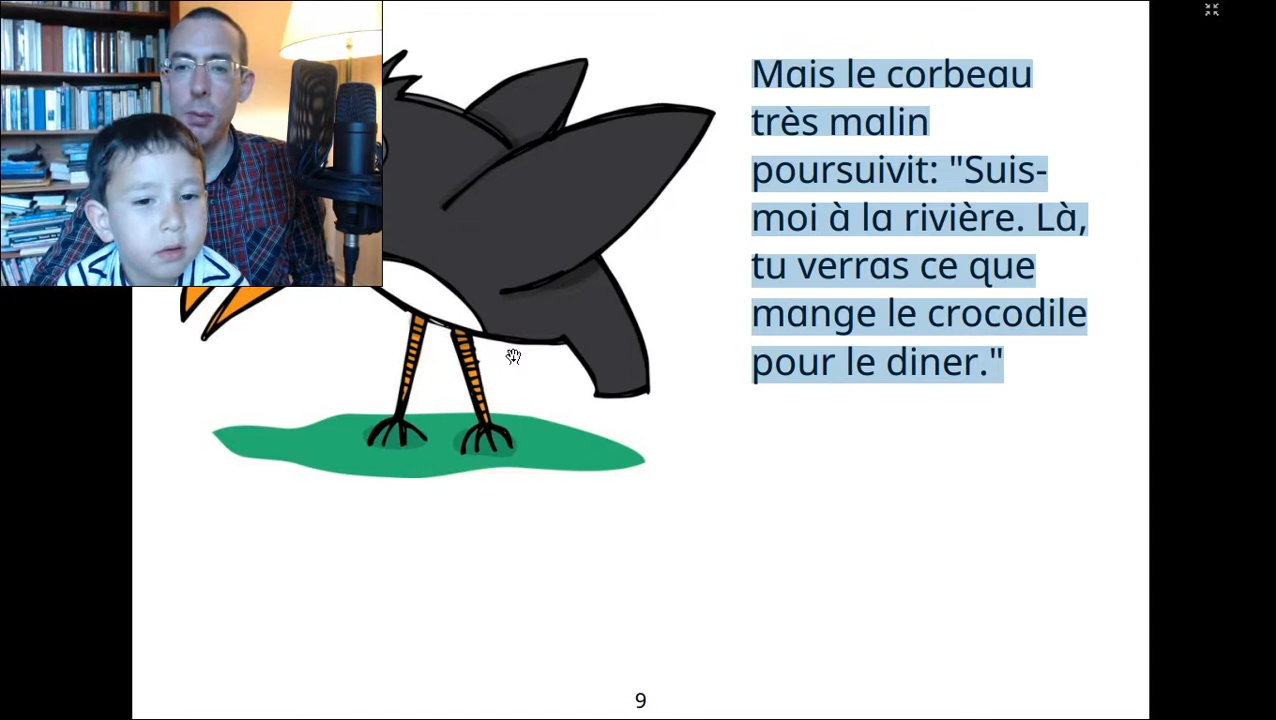 Mais le corbeau
très malin
poursuivit: "Suis-
moi à la rivière. Là,
tu verras ce que
mange le crocodile
pour le diner."
9